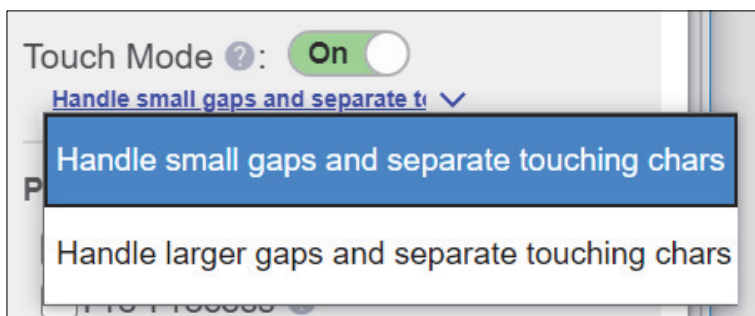 Touch Mode ?: On
Handle small gaps and separate t
Handle small gaps and separate touching chars
P
Handle larger gaps and separate touching chars